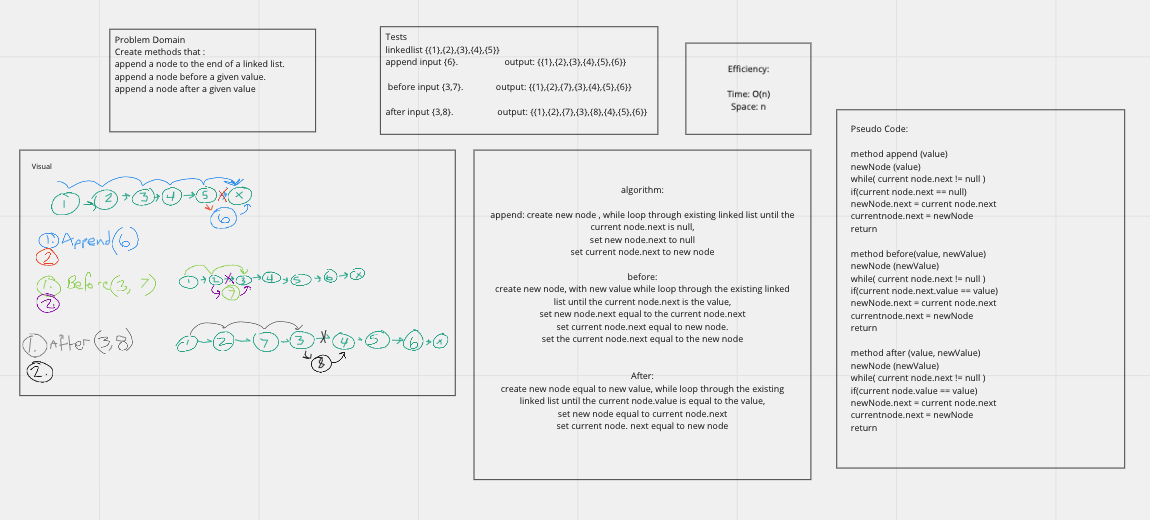 Problem Domain
Create methods that :
append a node to the end of a linked list.
append a node before a given value.
append a node after a given value
Tests
linkedlist {{1},{2},{3},{4},{5}}
append input {6}. output: {{1},{2},{3},{4},{5},{6}}
before input {3,7}. output: {{1},{2},{7},{3},{4},{5},{6}}
after input {3,8}. output: {{1},{2},{7},{3},{8},{4},{5},{6}}
Efficiency:
Time: O(n)
Space: n
Visual
1 2 3 4 5 x
6
1. Append(6)
2
1. Before(3, 7)
2.
1 2 3 4 5 6 x
7
1. After(3,8)
2.
1 2 7 3 4 5 6 x
8
algorithm:
append: create new node , while loop through existing linked list until the
current node.next is null,
set new node.next to null
set current node.next to new node
before:
create new node, with new value while loop through the existing linked
list until the current node.next is the value,
set new node.next equal to the current node.next
set current node.next equal to new node.
set the current node.next equal to the new node
After:
create new node equal to new value, while loop through the existing
linked list until the current node.value is equal to the value,
set new node equal to current node.next
set current node. next equal to new node
Pseudo Code:
method append (value)
newNode (value)
while( current node.next != null )
if(current node.next == null)
newNode.next = current node.next
currentnode.next = newNode
return
method before(value, newValue)
newNode (newValue)
while( current node.next != null )
if(current node.next.value == value)
newNode.next = current node.next
currentnode.next = newNode
return
method after (value, newValue)
newNode (newValue)
while( current node.next != null )
if(current node.value == value)
newNode.next = current node.next
currentnode.next = newNode
return